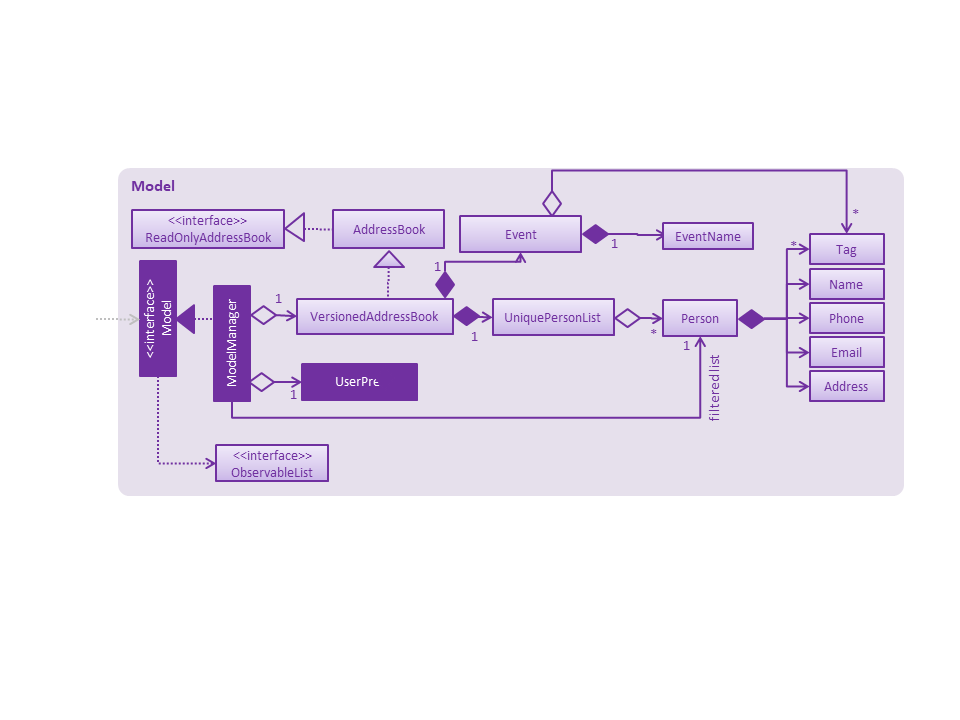 Model
<<interface>>
ReadOnlyAddressBook
AddressBook
Event
1
EventName
*
*
Tag
<<interface>>
Model
ModelManager
1
1
VersionedAddressBook
1
UniquePersonList
*
Person
1
Name
Phone
Email
Address
UserPre
1
filtered list
<<interface>>
ObservableList